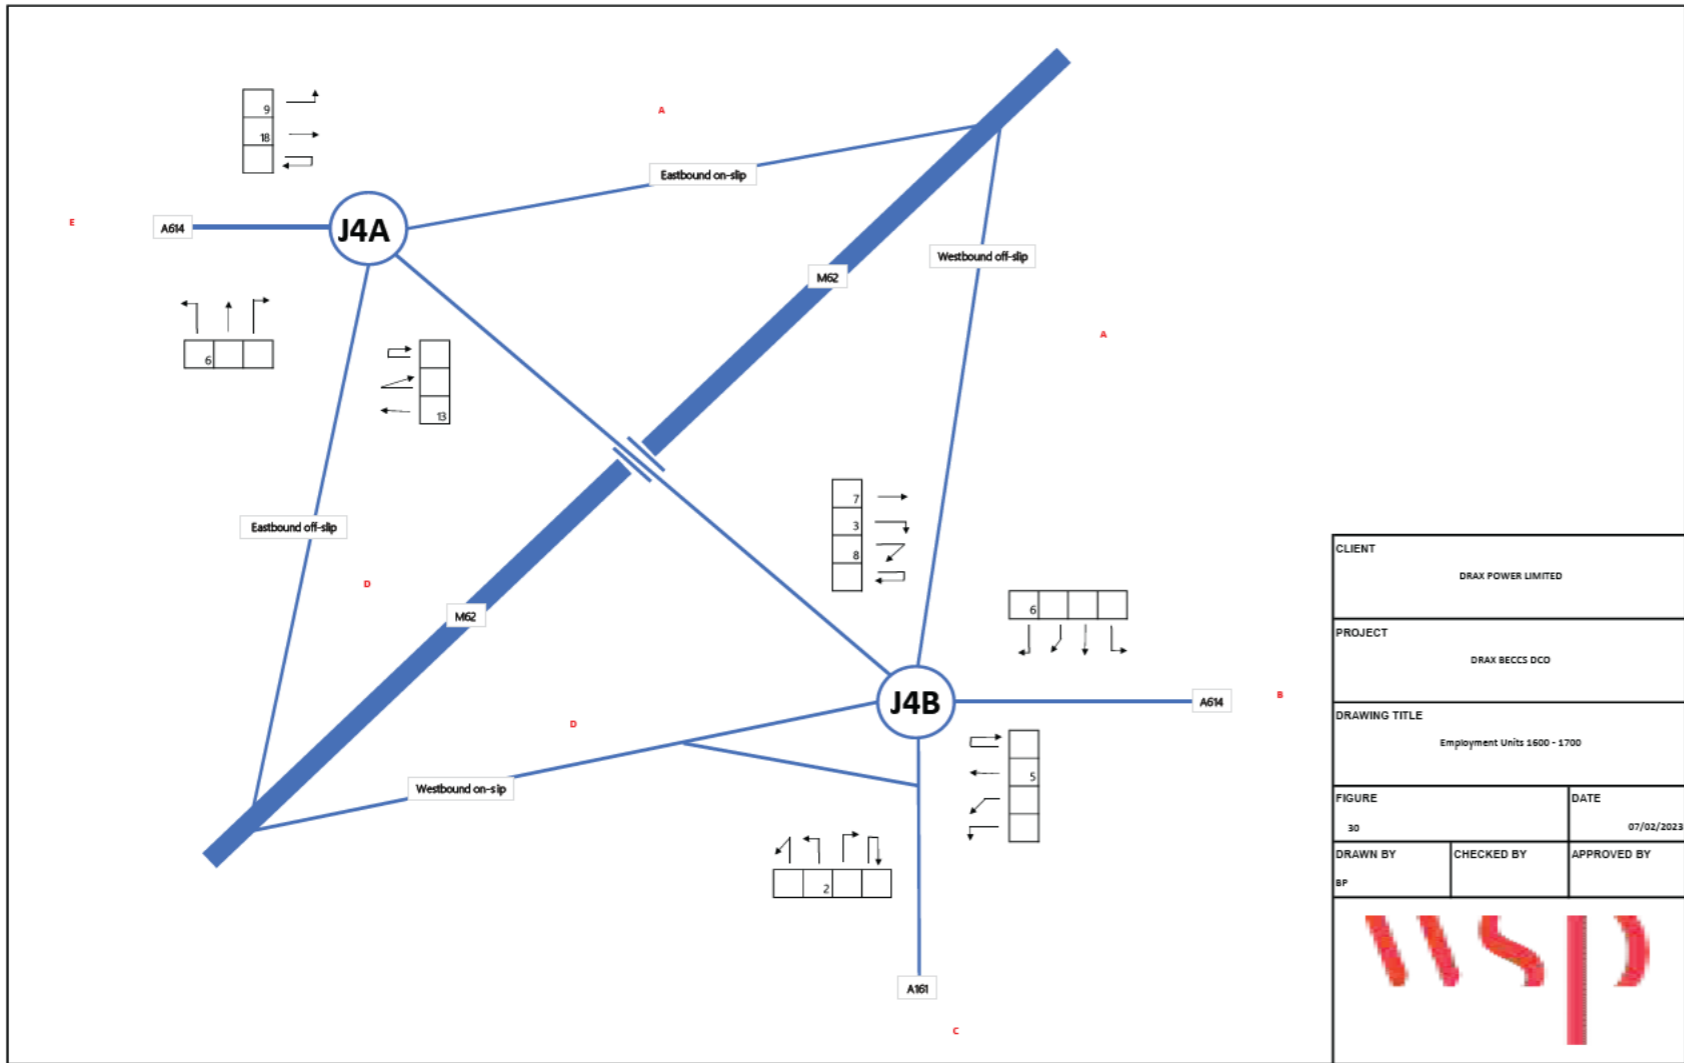 A
9
18
Eastbound on-slip
E
A614
J4A
Westbound off-slip
M62
A
6
13
7
3
8
Eastbound off-slip
D
6
M62
J4B
A614
B
D
5
Westbound on-slip
2
A161
C
CLIENT
DRAX POWER LIMITED
PROJECT
DRAX BECCS DCO
DRAWING TITLE
Employment Units 1600 - 1700
FIGURE
30
DATE
07/02/2023
DRAWN BY
BP
CHECKED BY
APPROVED BY
wsp